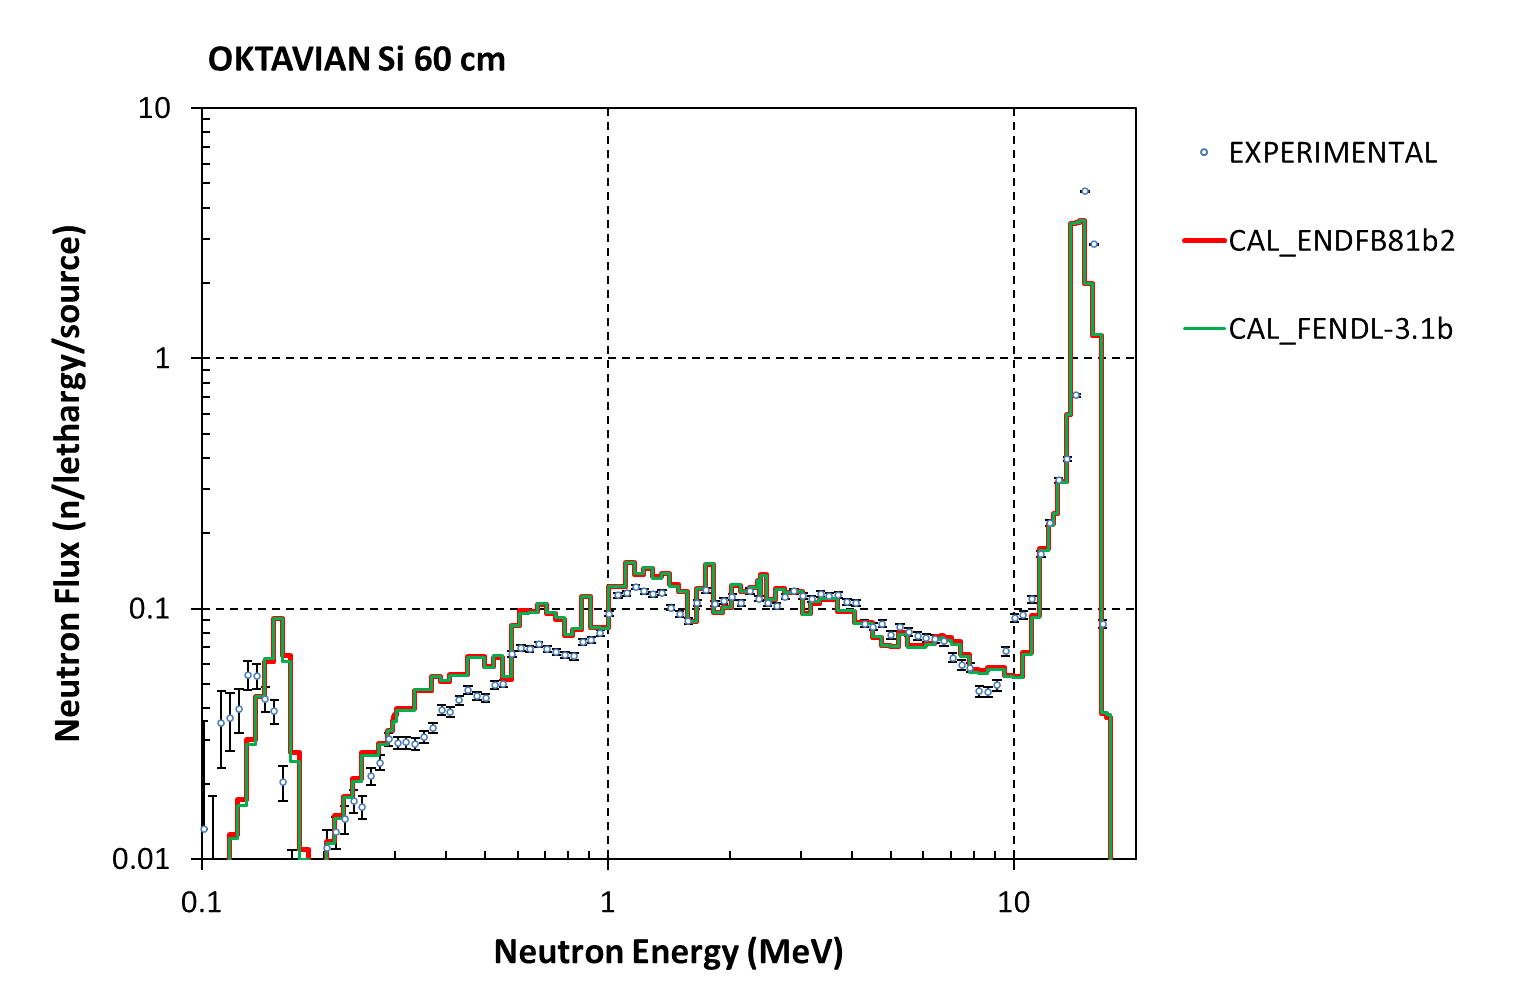 OKTAVIAN Si 60 cm
10
1
0.1
0.01
Neutron Flux (n/lethargy/source)
0.1
1
10
Neutron Energy (MeV)
EXPERIMENTAL
CAL_ENDFB81b2
CAL_FENDL-3.1b